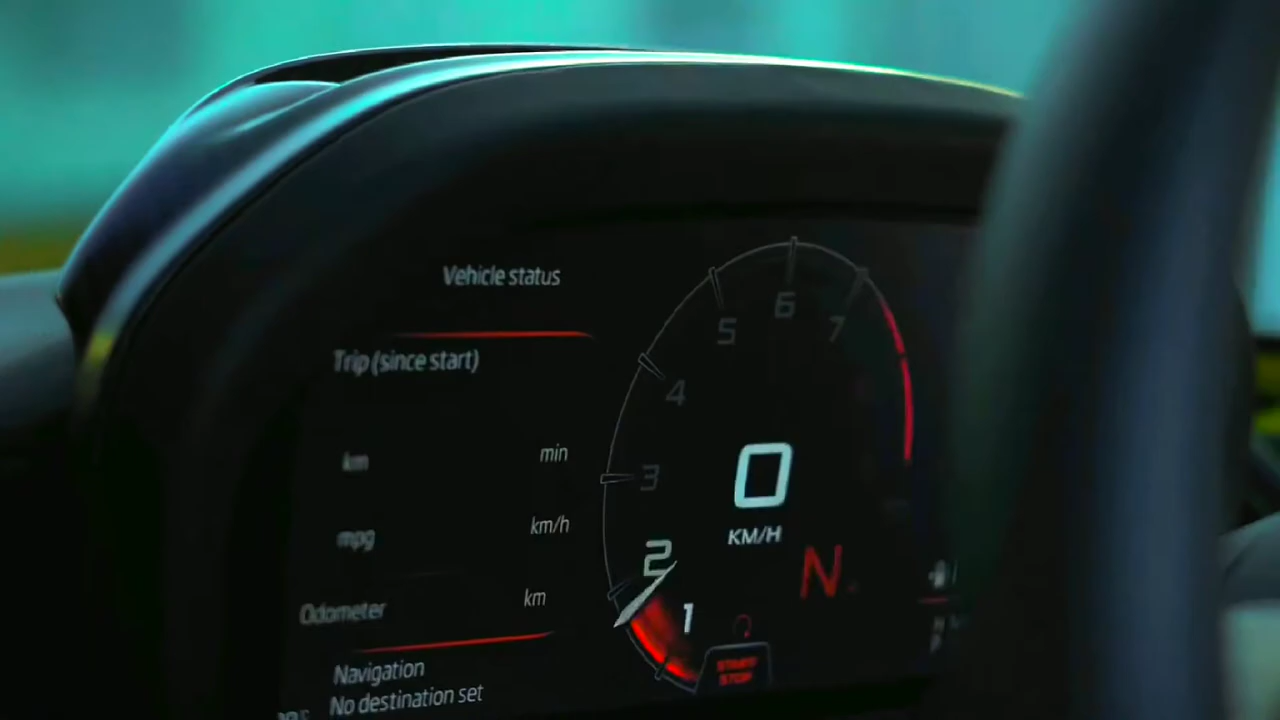 Vehicle status
Trip (since start)
km
min
mpg
km/h
Odometer
km
Navigation
No destination set
5 6 7
4
3
2
1
0
KM/H
N
START
STOP